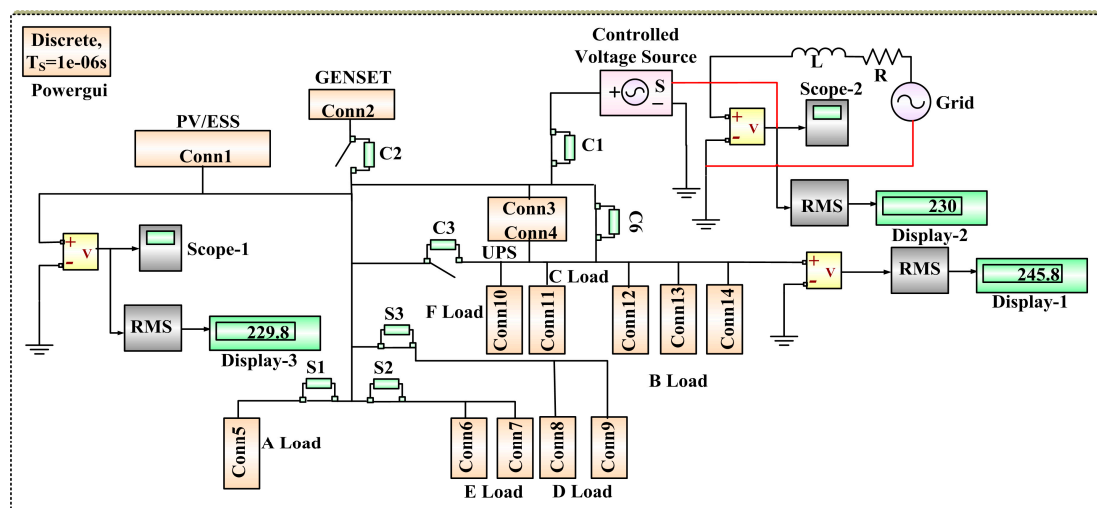 Discrete,
Tₛ=1e-06s
Powergui
GENSET
Conn2
C2
PV/ESS
Conn1
Controlled
Voltage Source
+
S
−
C1
L
R
Scope-2
Grid
+
-
V
RMS
230
Display-2
Conn3
Conn4
UPS
C6
C3
+
-
V
Scope-1
RMS
229.8
Display-3
C Load
F Load
Conn10
Conn11
Conn12
Conn13
Conn14
B Load
+
-
V
RMS
245.8
Display-1
S3
S1
S2
Conn5
A Load
Conn6
Conn7
Conn8
Conn9
E Load
D Load